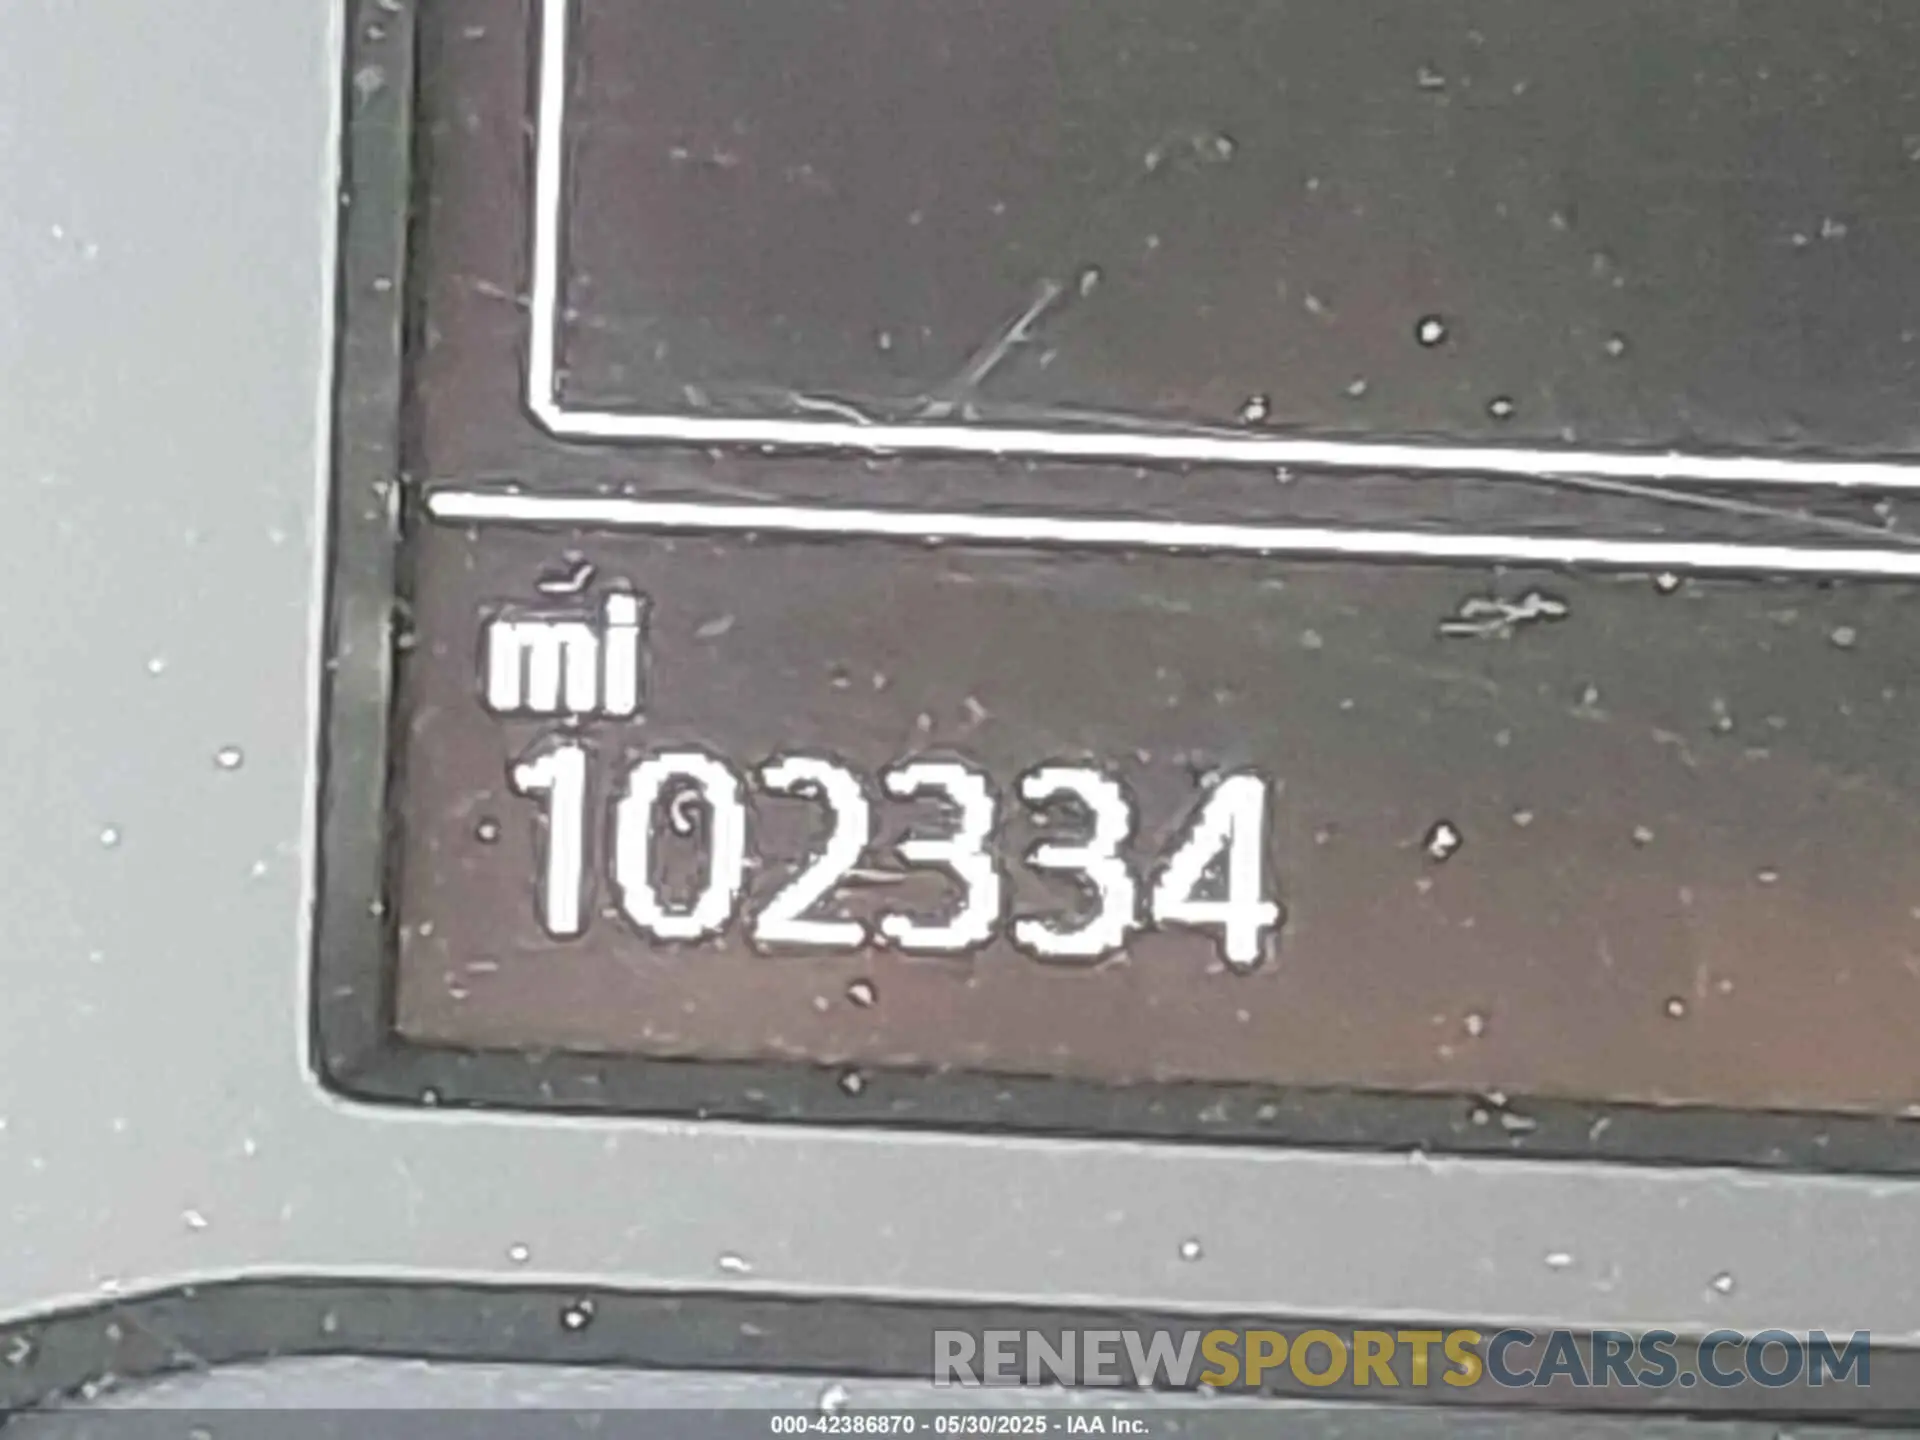 mi
102334
RENEWSPORTSCARS.COM
000-42386870 - 05/30/2025 - IAA Inc.